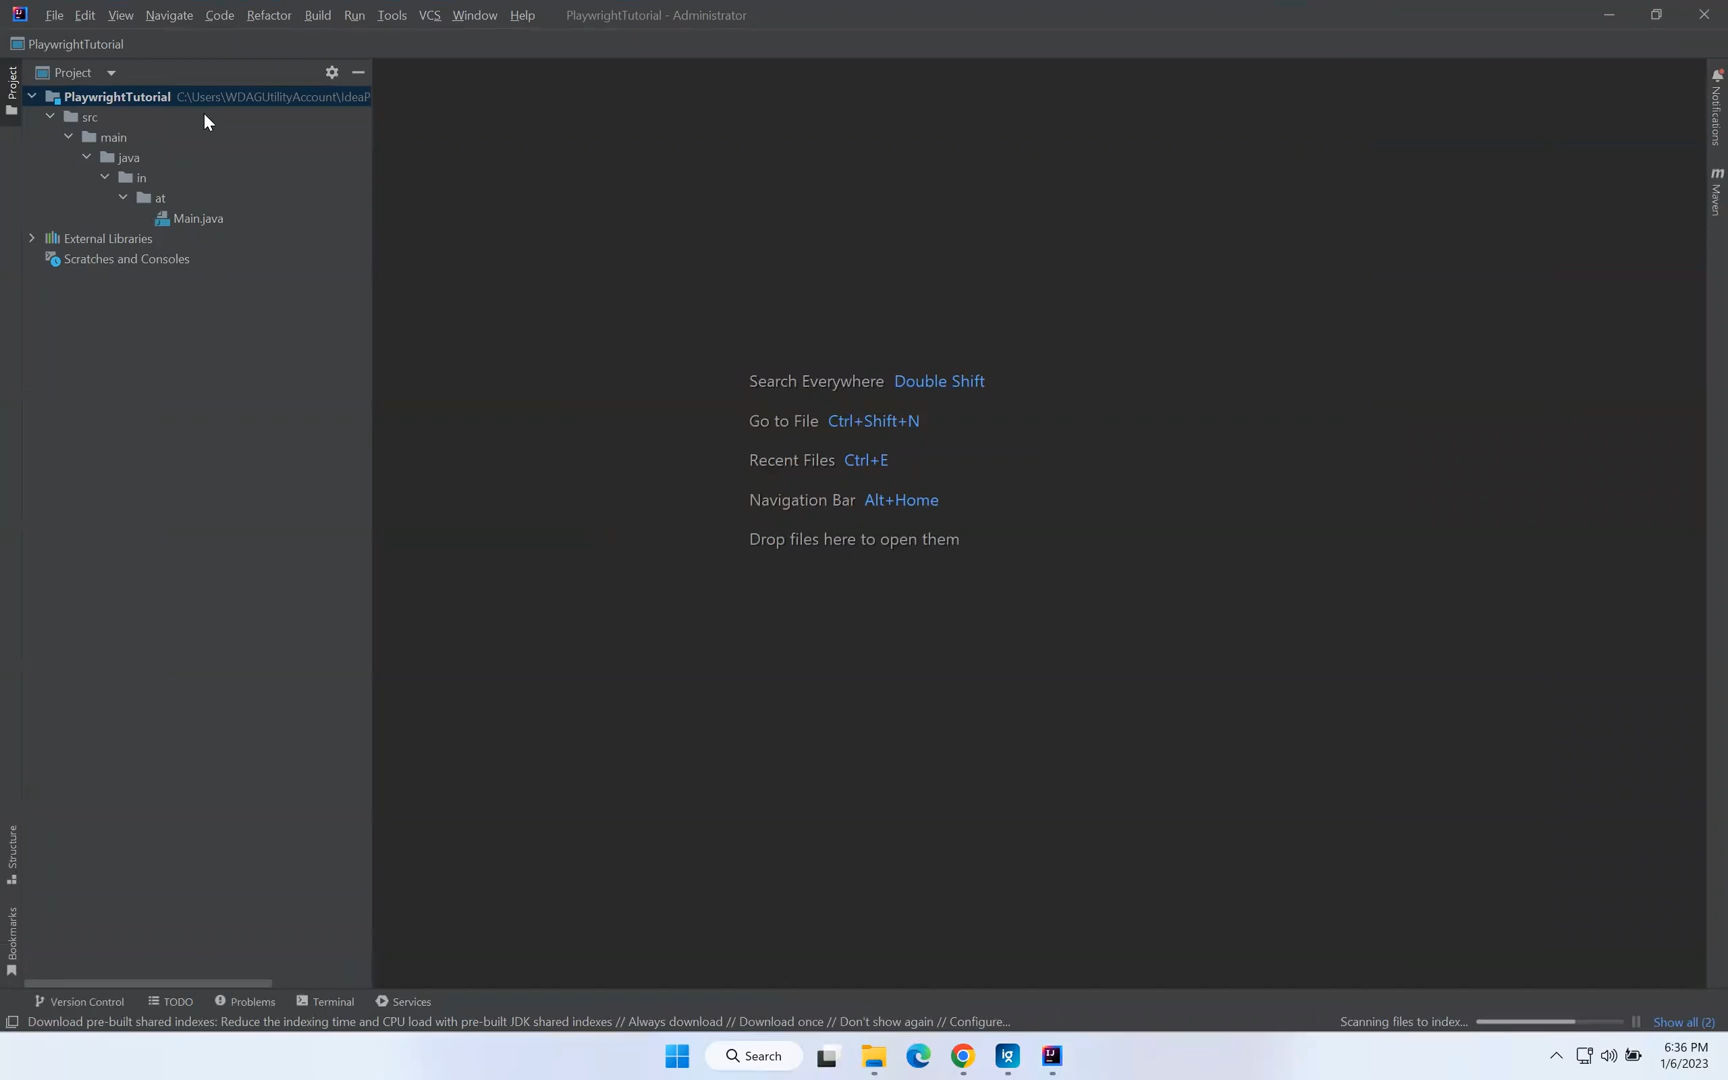 File Edit View Navigate Code Refactor Build Run Tools VCS Window Help PlaywrightTutorial - Administrator
PlaywrightTutorial
Project
Project
PlaywrightTutorial C:\Users\WDAGUtilityAccount\IdeaP
src
main
java
in
at
Main.java
External Libraries
Scratches and Consoles
Search Everywhere Double Shift
Go to File Ctrl+Shift+N
Recent Files Ctrl+E
Navigation Bar Alt+Home
Drop files here to open them
Notifications
m
Maven
Structure
Bookmarks
Version Control TODO Problems Terminal Services
Download pre-built shared indexes: Reduce the indexing time and CPU load with pre-built JDK shared indexes // Always download // Download once // Don't show again // Configure... Scanning files to index... Show all (2)
Search
6:36 PM
1/6/2023